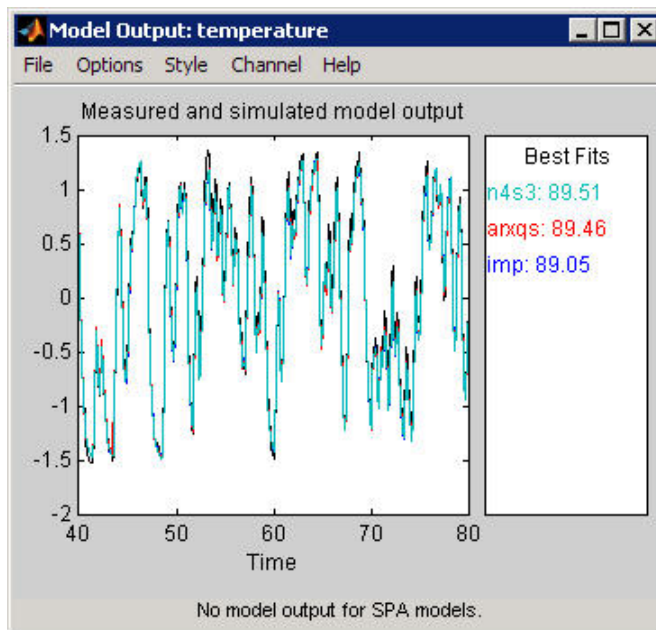 Model Output: temperature
File Options Style Channel Help
Measured and simulated model output
1.5
1
0.5
0
-0.5
-1
-1.5
-2
40 50 60 70 80
Time
Best Fits
n4s3: 89.51
arxqs: 89.46
imp: 89.05
No model output for SPA models.